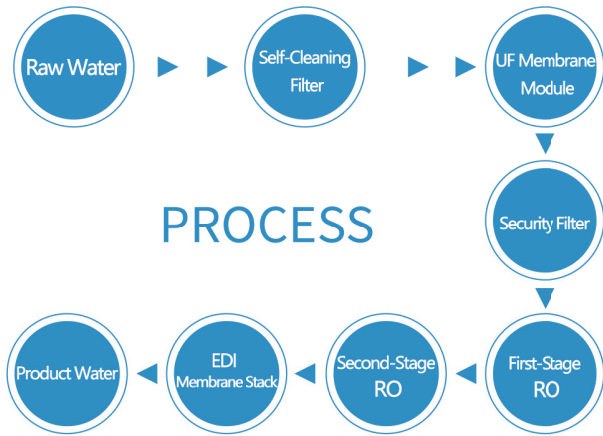 Raw Water
Self-Cleaning
Filter
UF Membrane
Module
Security Filter
PROCESS
First-Stage
RO
Second-Stage
RO
EDI
Membrane Stack
Product Water